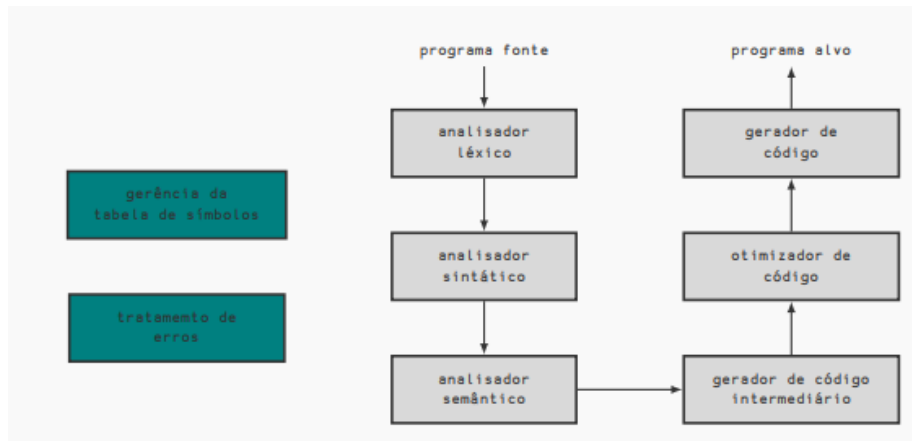 programa fonte
programa alvo
analisador
léxico
gerador de
código
gerência da
tabela de símbolos
analisador
sintático
otimizador de
código
tratamemto de
erros
analisador
semântico
gerador de código
intermediário